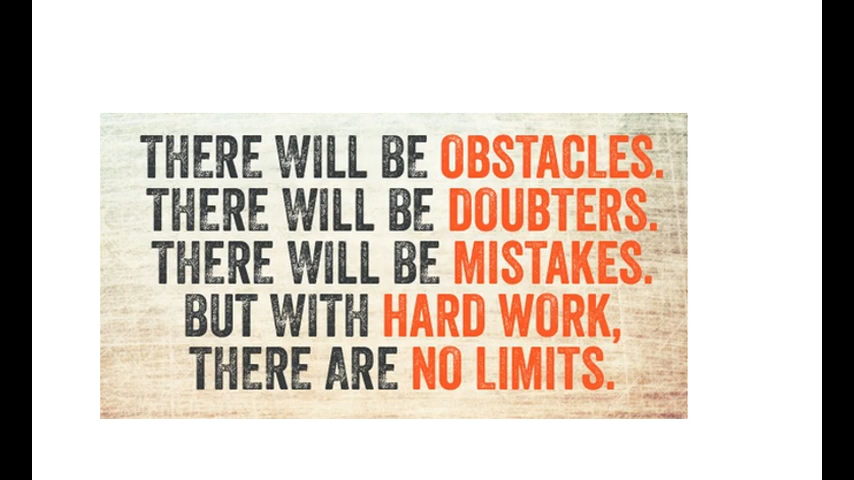 THERE WILL BE OBSTACLES.
THERE WILL BE DOUBTERS.
THERE WILL BE MISTAKES.
BUT WITH HARD WORK,
THERE ARE NO LIMITS.